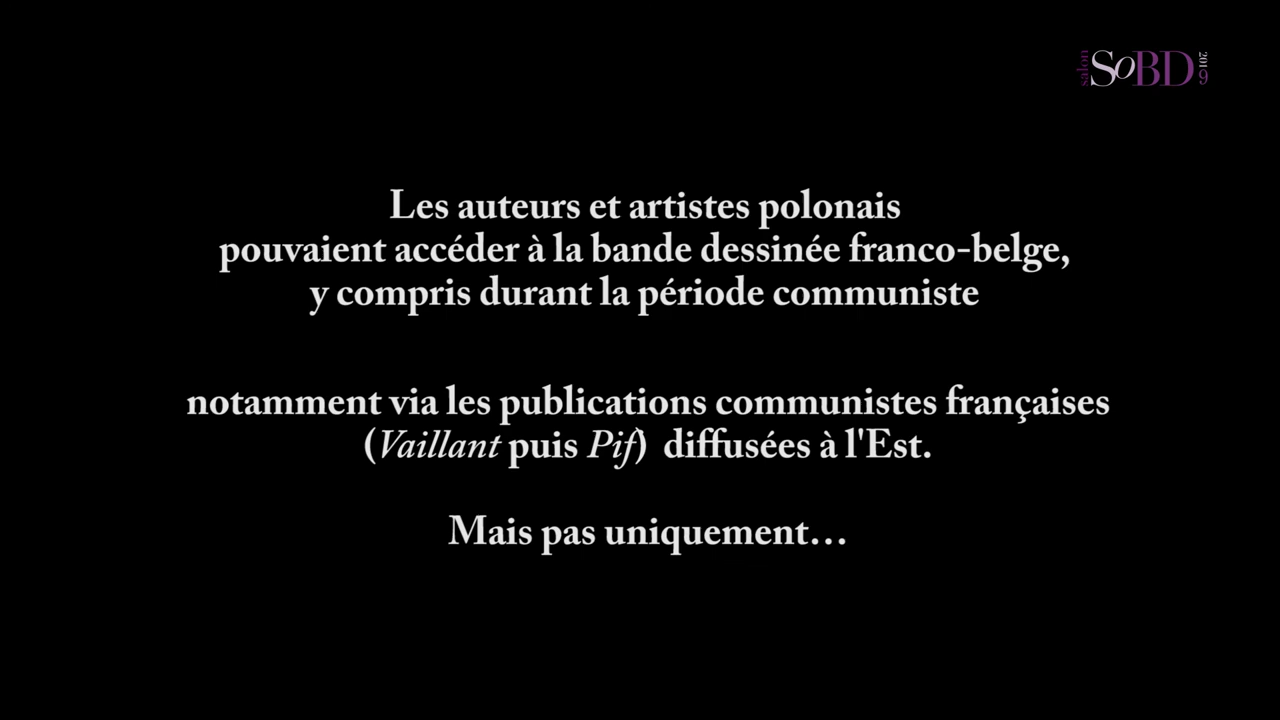 salon SoBD 2019
Les auteurs et artistes polonais
pouvaient accéder à la bande dessinée franco-belge,
y compris durant la période communiste
notamment via les publications communistes françaises
(Vaillant puis Pif) diffusées à l'Est.
Mais pas uniquement…